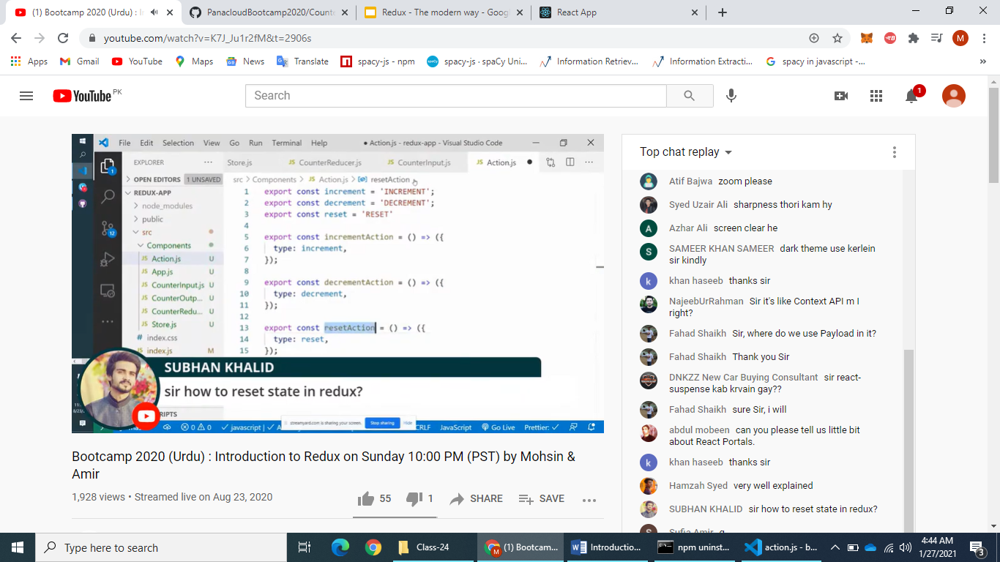 (1) Bootcamp 2020 (Urdu) : I
PanacloudBootcamp2020/Counte
Redux - The modern way - Goog
React App
youtube.com/watch?v=K7J_Ju1r2fM&t=2906s
M
Apps
Gmail
YouTube
Maps
News
Translate
spacy-js - npm
spacy-js · spaCy Uni...
Information Retriev...
Information Extracti...
spacy in javascript -...
»
YouTube PK
Search
1
File Edit Selection View Go Run Terminal Help
● Action.js - redux-app - Visual Studio Code
EXPLORER
Store.js
JS CounterReducer.js
JS CounterInput.js
JS Action.js ●
OPEN EDITORS 1 UNSAVED
REDUX-APP
node_modules
public
src
Components
JS Action.js U
JS App.js U
JS CounterInput.js U
JS CounterOutp... U
JS CounterRedu... U
JS Store.js U
# index.css
JS index.js M
src > Components > JS Action.js > resetAction
1 export const increment = 'INCREMENT';
2 export const decrement = 'DECREMENT';
3 export const reset = 'RESET'
4
5 export const incrementAction = () => ({
6 type: increment,
7 });
8
9 export const decrementAction = () => ({
10 type: decrement,
11 });
12
13 export const resetAction = () => ({
14 type: reset,
15 });
SUBHAN KHALID
sir how to reset state in redux?
RIPTS
streamyard.com is sharing your screen.
Stop sharing
Hide
0 0
javascript |
CRLF
JavaScript
Go Live
Prettier: ✓
Bootcamp 2020 (Urdu) : Introduction to Redux on Sunday 10:00 PM (PST) by Mohsin &
Amir
1,928 views • Streamed live on Aug 23, 2020
55
1
SHARE
SAVE
Top chat replay
Atif Bajwa zoom please
Syed Uzair Ali sharpness thori kam hy
A Azhar Ali screen clear he
S SAMEER KHAN SAMEER dark theme use kerlein
sir kindly
k khan haseeb thanks sir
NajeebUrRahman Sir it's like Context API m I
right?
Fahad Shaikh Sir, where do we use Payload in it?
Fahad Shaikh Thank you Sir
DNKZZ New Car Buying Consultant sir react-
suspense kab krvain gay??
Fahad Shaikh sure Sir, i will
abdul mobeen can you please tell us little bit
about React Portals.
k khan haseeb thanks sir
Hamzah Syed very well explained
SUBHAN KHALID sir how to reset state in redux?
S Sufia Amir
Type here to search
Class-24
(1) Bootcam...
Introductio...
npm uninst...
action.js - b...
4:44 AM
1/27/2021
3